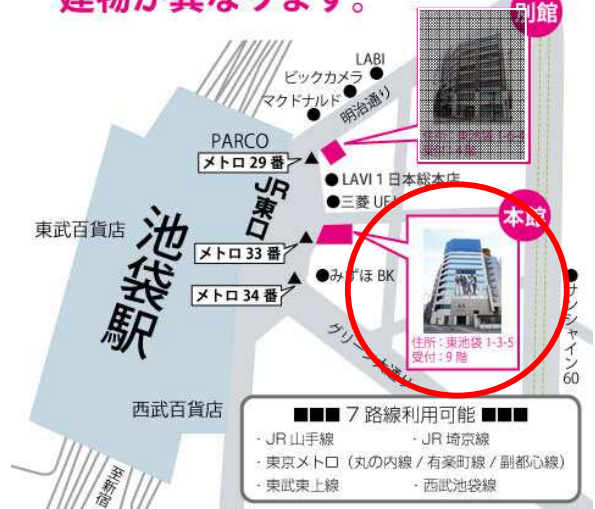 建物が異なります。
別館
LABI
ビックカメラ
マクドナルド
明治通り
PARCO
メトロ 29 番
JR東口
LAVI 1 日本総本店
三菱 UFJ
本館
東武百貨店
池袋駅
メトロ 33 番
みずほ BK
メトロ 34 番
サンシャイン60
グリーン大通り
住所：東池袋 1-3-5
受付：9 階
西武百貨店
■■■ 7 路線利用可能 ■■■
・JR 山手線
・JR 埼京線
・東京メトロ（丸の内線 / 有楽町線 / 副都心線）
・東武東上線
・西武池袋線
至新宿